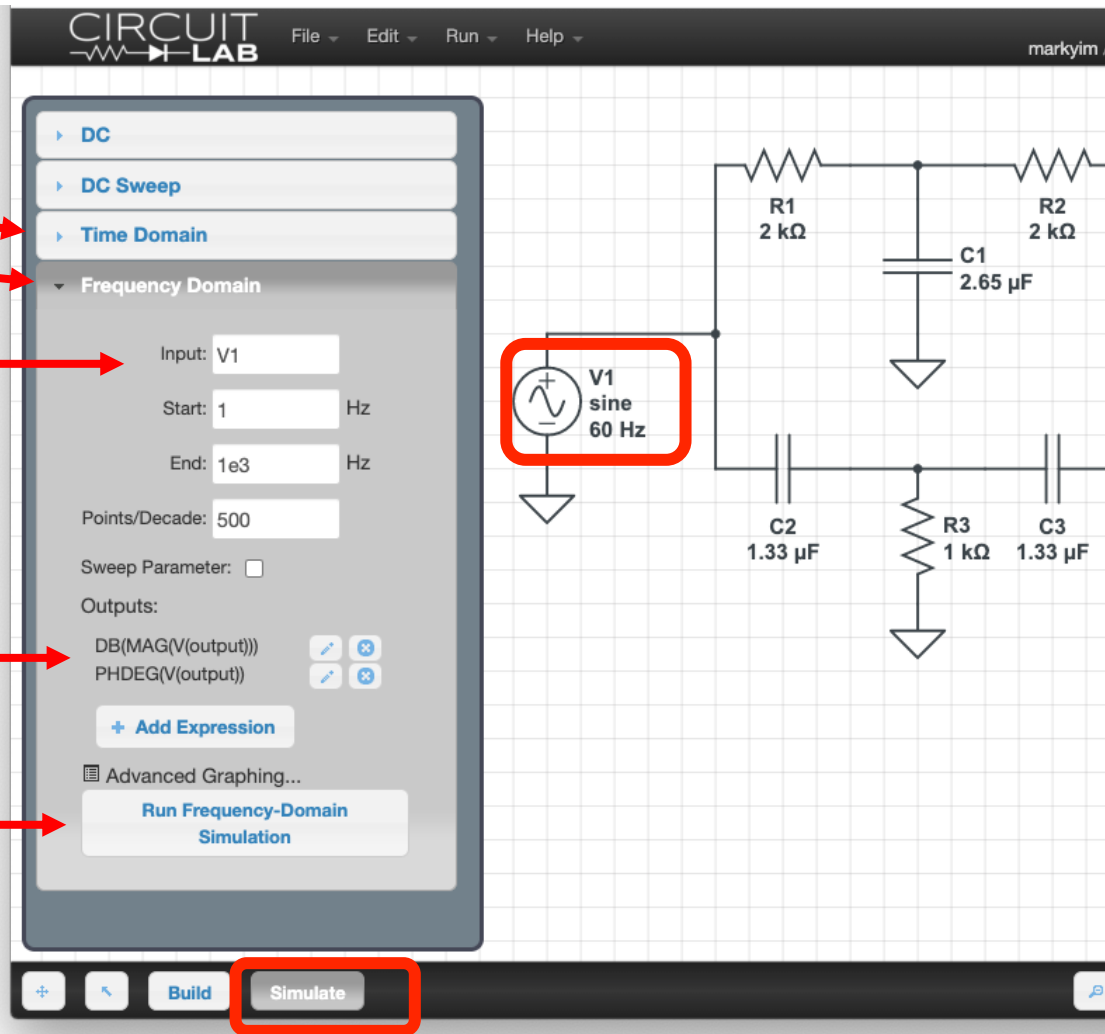 CIRCUIT
LAB
File Edit Run Help
markyim
DC
DC Sweep
Time Domain
Frequency Domain
Input: V1
Start: 1 Hz
End: 1e3 Hz
Points/Decade: 500
Sweep Parameter:
Outputs:
DB(MAG(V(output)))
PHDEG(V(output))
+ Add Expression
Advanced Graphing...
Run Frequency-Domain
Simulation
R1
2 kΩ
R2
2 kΩ
C1
2.65 µF
V1
sine
60 Hz
C2
1.33 µF
R3
1 kΩ
C3
1.33 µF
Build
Simulate